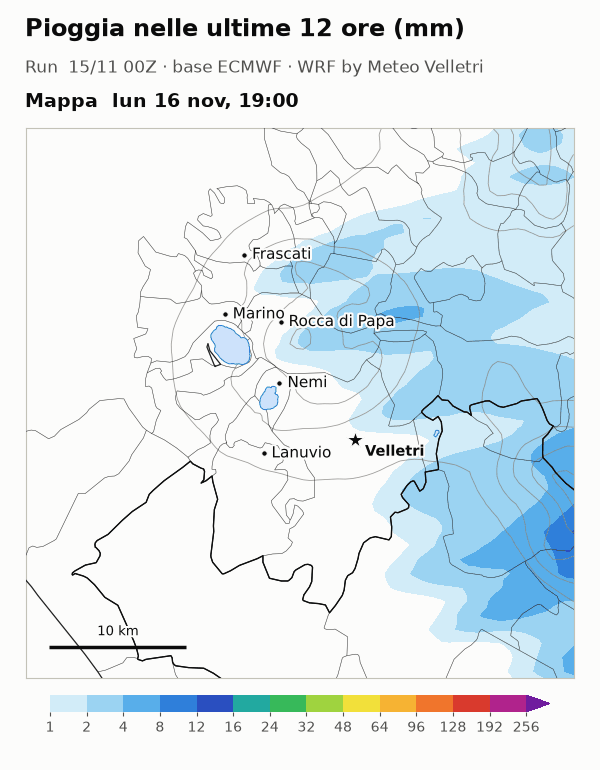 Pioggia nelle ultime 12 ore (mm)
Run  15/11 00Z · base ECMWF · WRF by Meteo Velletri
Mappa  lun 16 nov, 19:00
Frascati
Marino
Rocca di Papa
Nemi
Velletri
Lanuvio
10 km
1 2 4 8 12 16 24 32 48 64 96 128 192 256